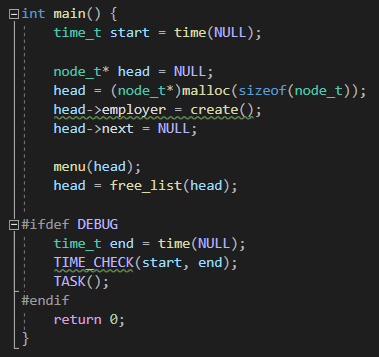 int main() {
time_t start = time(NULL);
node_t* head = NULL;
head = (node_t*)malloc(sizeof(node_t));
head->employer = create();
head->next = NULL;
menu(head);
head = free_list(head);
#ifdef DEBUG
time_t end = time(NULL);
TIME_CHECK(start, end);
TASK();
#endif
return 0;
}